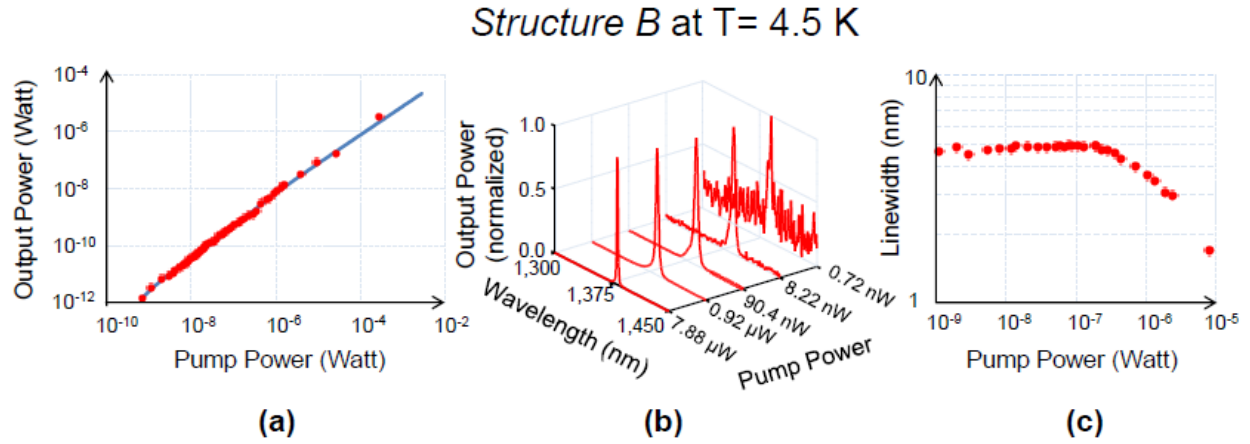 Structure B at T= 4.5 K
Output Power (Watt)
10⁻⁴
10⁻⁶
10⁻⁸
10⁻¹⁰
10⁻¹²
10⁻¹⁰
10⁻⁸
10⁻⁶
10⁻⁴
10⁻²
Pump Power (Watt)
(a)
Output Power
(normalized)
1.0
0.5
0.0
1,300
1,375
1,450
Wavelength (nm)
7.88 µW
0.92 µW
90.4 nW
8.22 nW
0.72 nW
Pump Power
(b)
Linewidth (nm)
10
1
10⁻⁹
10⁻⁸
10⁻⁷
10⁻⁶
10⁻⁵
Pump Power (Watt)
(c)